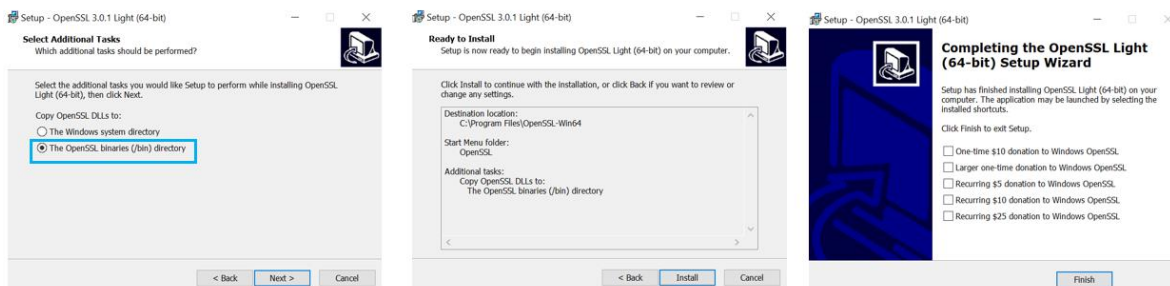 Setup - OpenSSL 3.0.1 Light (64-bit)
Select Additional Tasks
Which additional tasks should be performed?
Select the additional tasks you would like Setup to perform while installing OpenSSL
Light (64-bit), then click Next.
Copy OpenSSL DLLs to:
The Windows system directory
The OpenSSL binaries (/bin) directory
< Back
Next >
Cancel
Setup - OpenSSL 3.0.1 Light (64-bit)
Ready to Install
Setup is now ready to begin installing OpenSSL Light (64-bit) on your computer.
Click Install to continue with the installation, or click Back if you want to review or
change any settings.
Destination location:
C:\Program Files\OpenSSL-Win64
Start Menu folder:
OpenSSL
Additional tasks:
Copy OpenSSL DLLs to:
The OpenSSL binaries (/bin) directory
< Back
Install
Cancel
Setup - OpenSSL 3.0.1 Light (64-bit)
Completing the OpenSSL Light
(64-bit) Setup Wizard
Setup has finished installing OpenSSL Light (64-bit) on your
computer. The application may be launched by selecting the
installed shortcuts.
Click Finish to exit Setup.
One-time $10 donation to Windows OpenSSL
Larger one-time donation to Windows OpenSSL
Recurring $5 donation to Windows OpenSSL
Recurring $10 donation to Windows OpenSSL
Recurring $25 donation to Windows OpenSSL
Finish